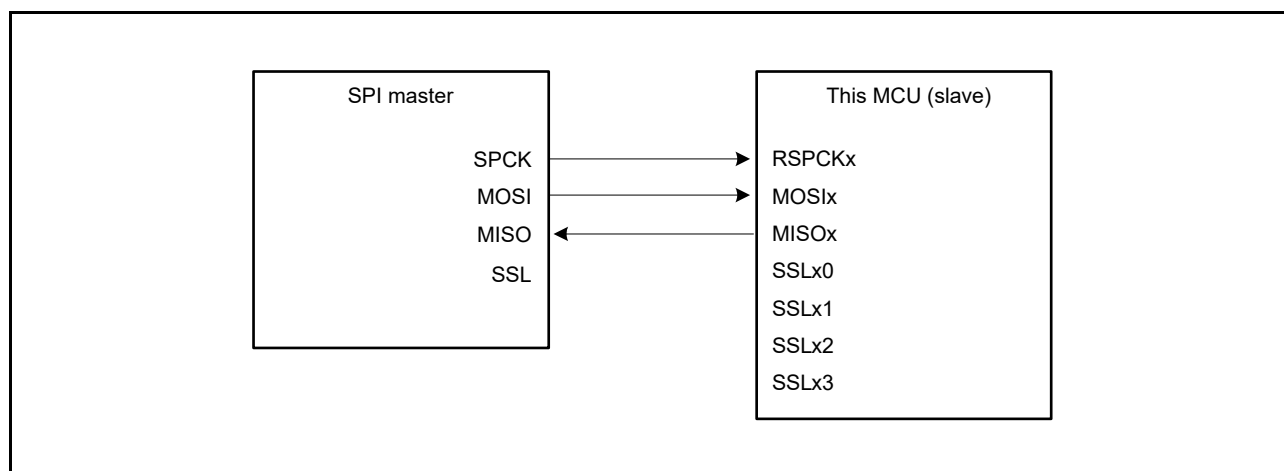 SPI master
SPCK
MOSI
MISO
SSL
This MCU (slave)
RSPCKx
MOSIx
MISOx
SSLx0
SSLx1
SSLx2
SSLx3